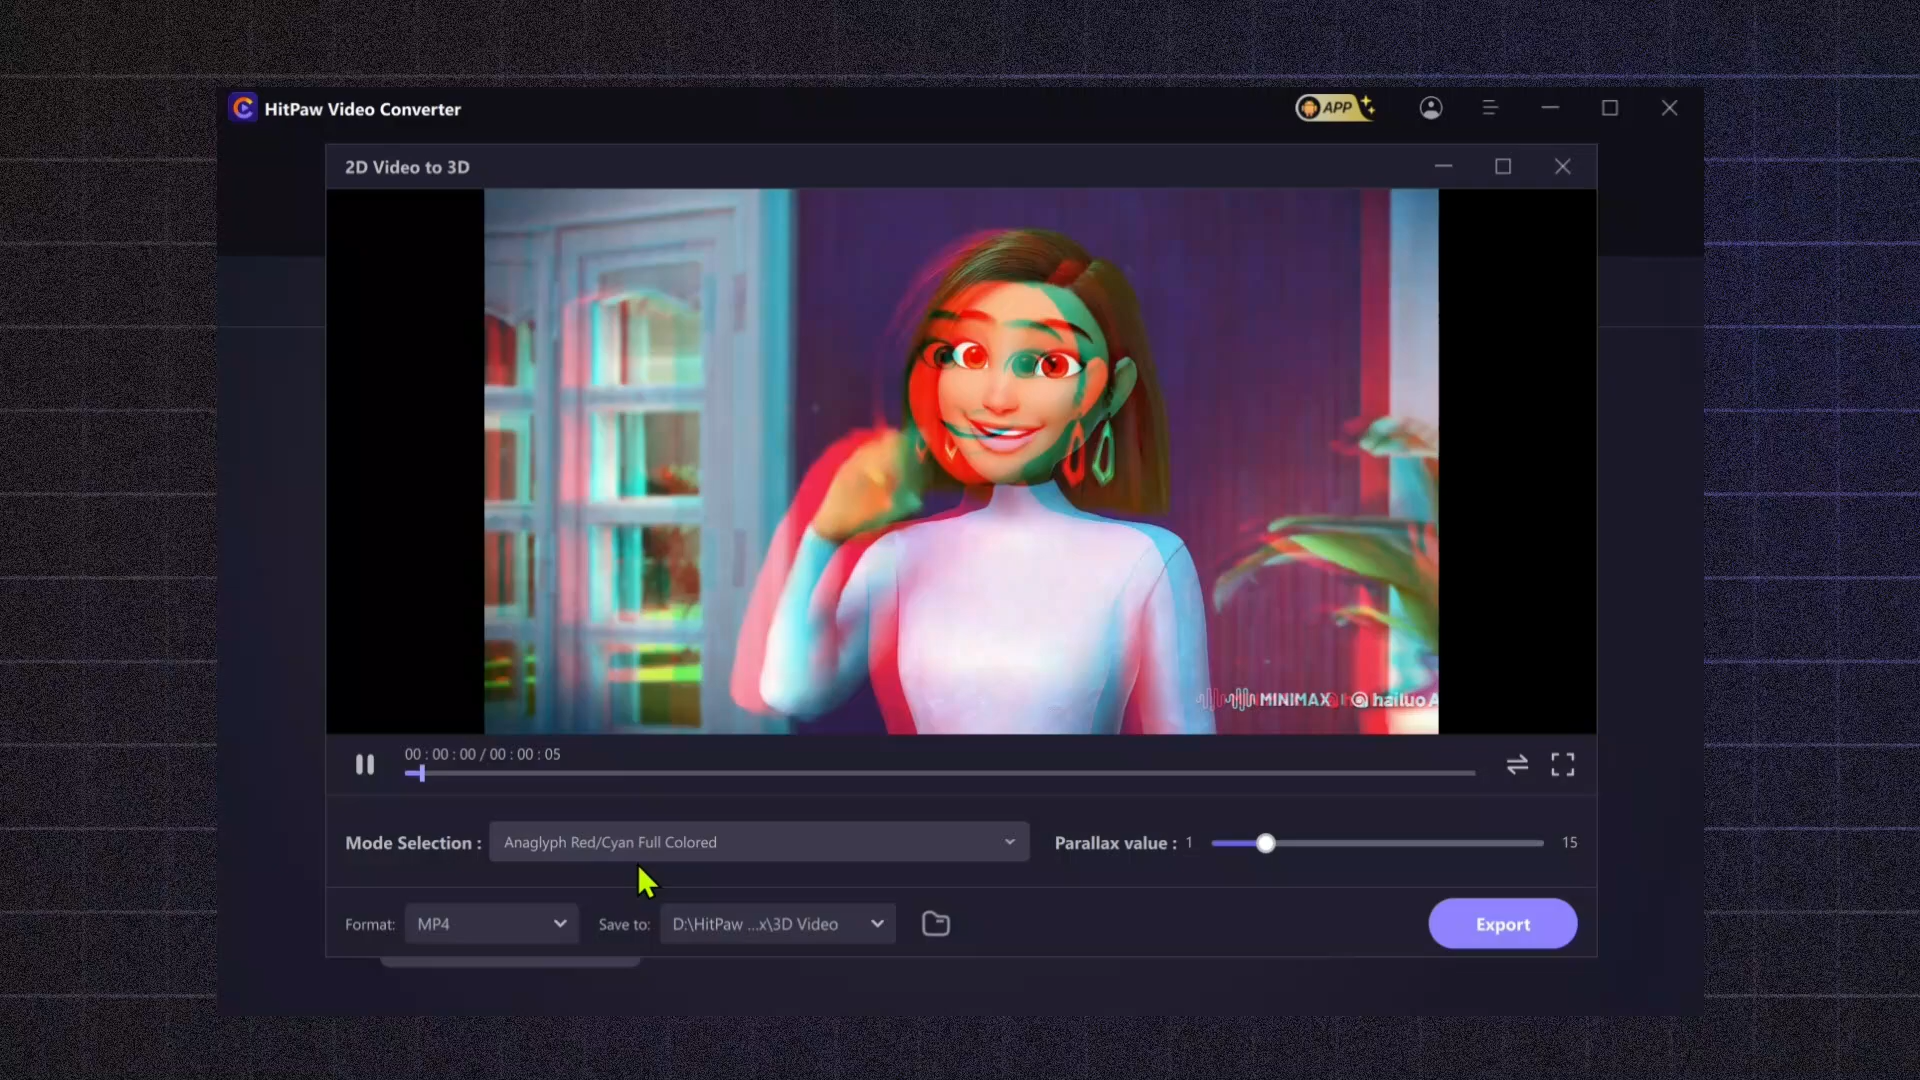 HitPaw Video Converter
APP
2D Video to 3D
MINIMAX
hailuo A
00 : 00 : 00 / 00 : 00 : 05
Mode Selection :
Anaglyph Red/Cyan Full Colored
Parallax value : 1
15
Format:
MP4
Save to:
D:\HitPaw ...x\3D Video
Export